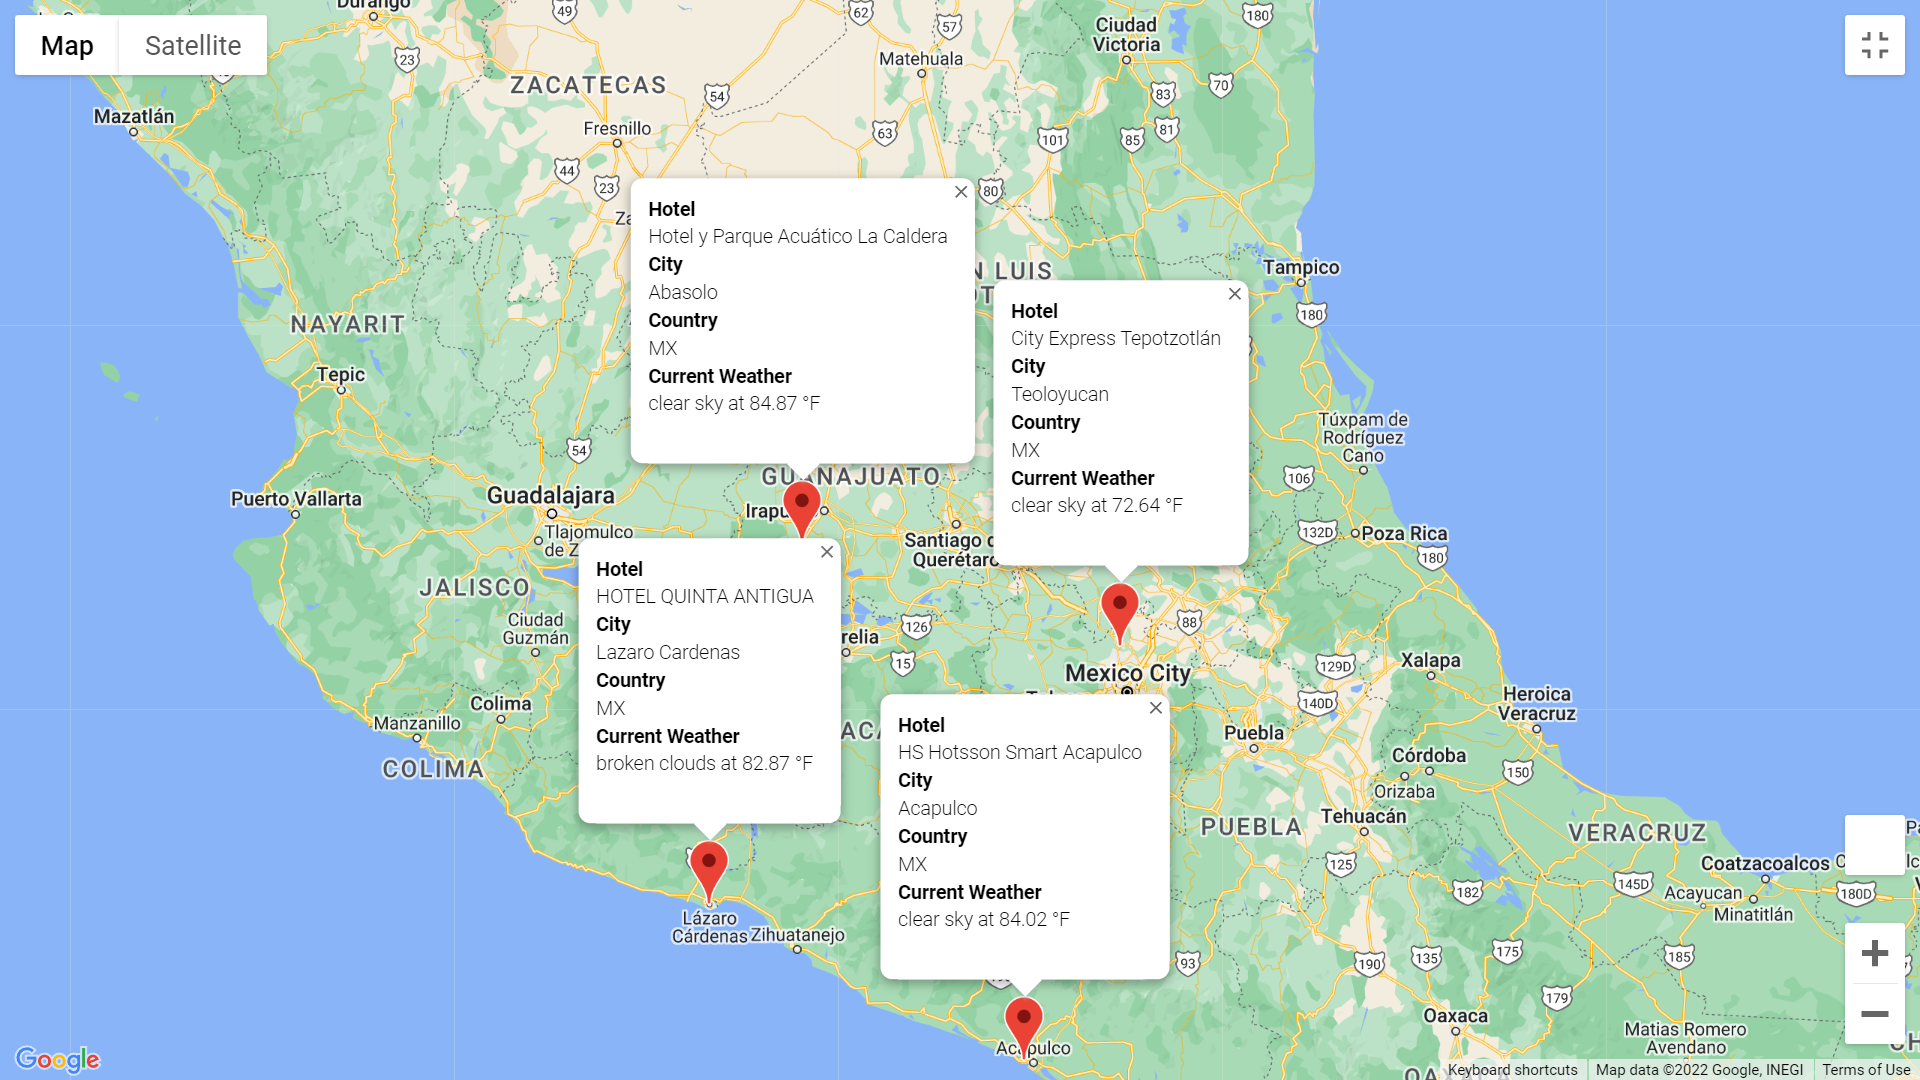 Map
Satellite
Durango
49
62
57
180
Ciudad
Victoria
23
Matehuala
ZACATECAS
54
83
70
Mazatlán
Fresnillo
63
101
85
81
44
23
80
Hotel
Hotel y Parque Acuático La Caldera
City
Abasolo
Country
MX
Current Weather
clear sky at 84.87 °F
N LUIS
Tampico
180
Hotel
City Express Tepotzotlán
City
Teoloyucan
Country
MX
Current Weather
clear sky at 72.64 °F
NAYARIT
Tepic
Túxpam de
Rodríguez
Cano
54
GUANAJUATO
106
Puerto Vallarta
Guadalajara
Tlajomulco
132D
Poza Rica
180
Santiago
Querétaro
Hotel
HOTEL QUINTA ANTIGUA
City
Lazaro Cardenas
Country
MX
Current Weather
broken clouds at 82.87 °F
JALISCO
Ciudad
Guzmán
126
relia
15
88
129D
Xalapa
Mexico City
140D
Heroica
Veracruz
Colima
Manzanillo
COLIMA
Puebla
Córdoba
150
Orizaba
Hotel
HS Hotsson Smart Acapulco
City
Acapulco
Country
MX
Current Weather
clear sky at 84.02 °F
PUEBLA
Tehuacán
VERACRUZ
125
Coatzacoalcos
182
145D
Acayucan
180D
Minatitlán
Lázaro
Cárdenas
Zihuatanejo
93
190
135
175
185
179
Oaxaca
Matias Romero
Avendano
Acapulco
Google
Keyboard shortcuts
Map data ©2022 Google, INEGI
Terms of Use